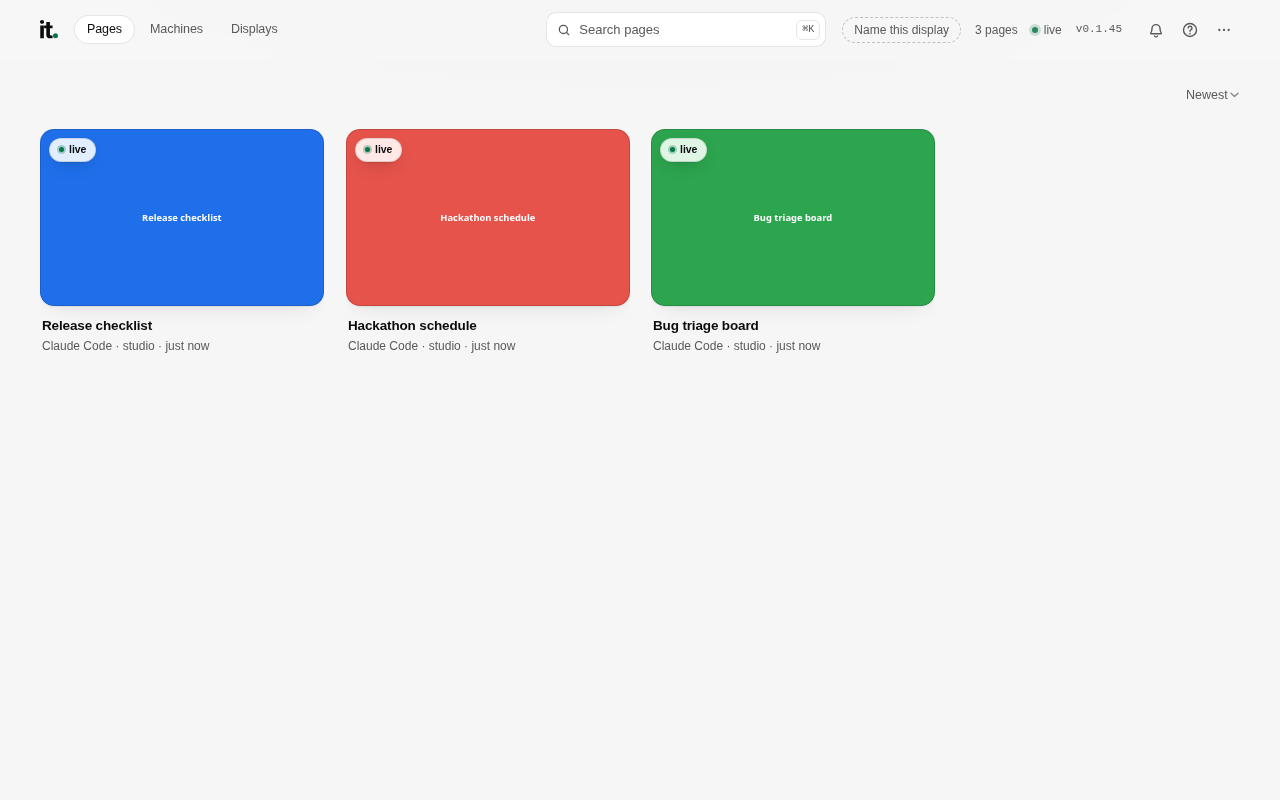 it.
Pages
Machines
Displays
Search pages
⌘K
Name this display
3 pages
live
v0.1.45
Newest
live
Release checklist
Release checklist
Claude Code · studio · just now
live
Hackathon schedule
Hackathon schedule
Claude Code · studio · just now
live
Bug triage board
Bug triage board
Claude Code · studio · just now